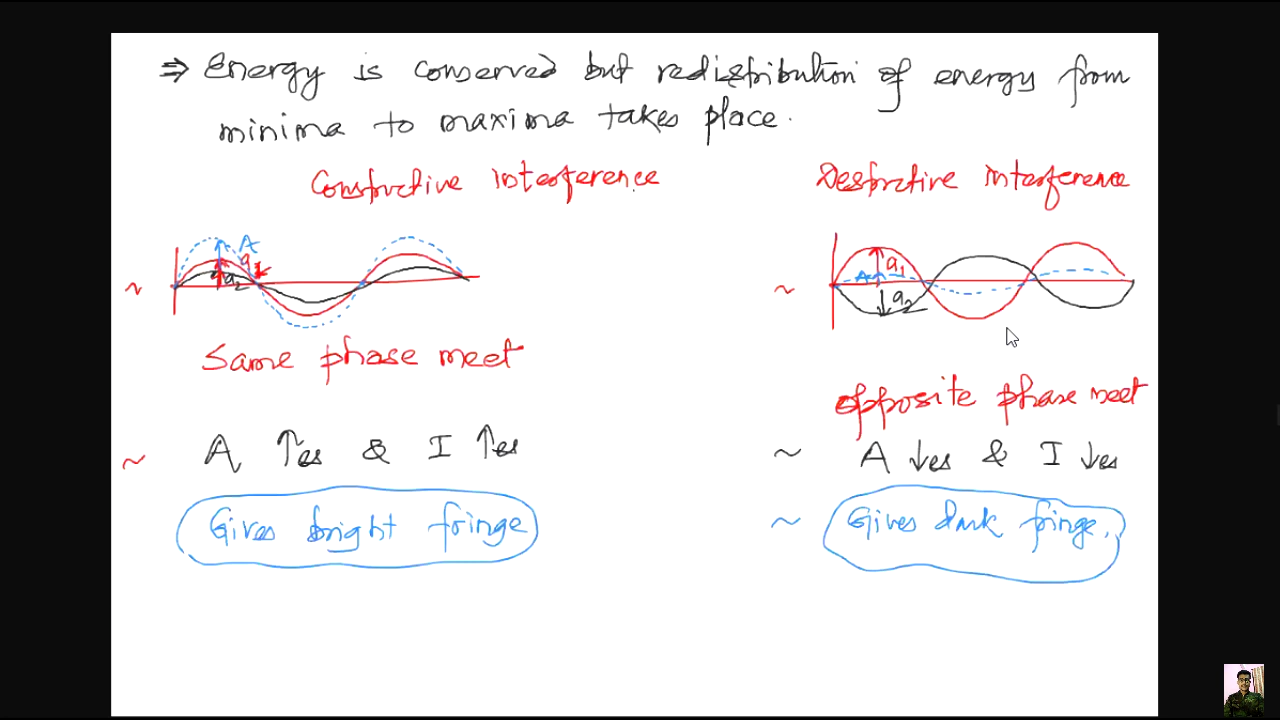 ⇒ Energy is conserved but redistribution of energy from
minima to maxima takes place.
Constructive interference
~
A
a1
a2
Same phase meet
~ A ↑es & I ↑es
Gives bright fringe
Destructive interference
~
a1
A
a2
opposite phase meet
~ A ↓es & I ↓es
~ Gives dark fringe.